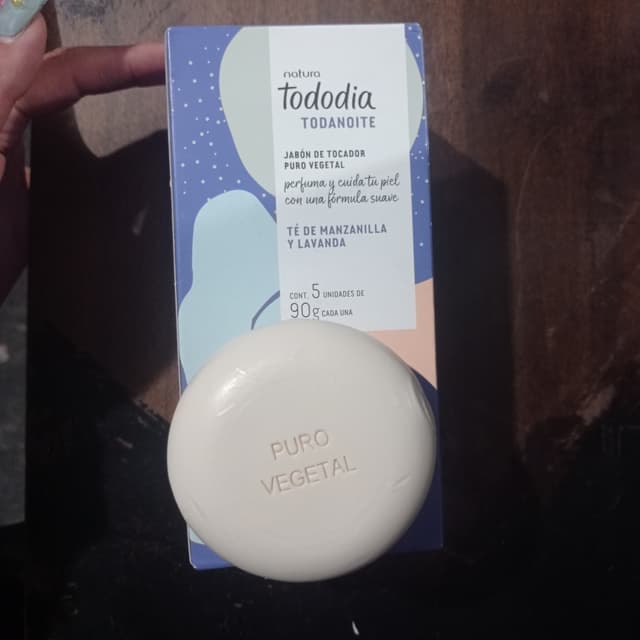 natura
Tododia
TODANOITE
JABÓN DE TOCADOR
PURO VEGETAL
perfuma y cuida tu piel
con una fórmula suave
TÉ DE MANZANILLA
Y LAVANDA
CONT. 5 UNIDADES DE
90g CADA UNA
PURO
VEGETAL